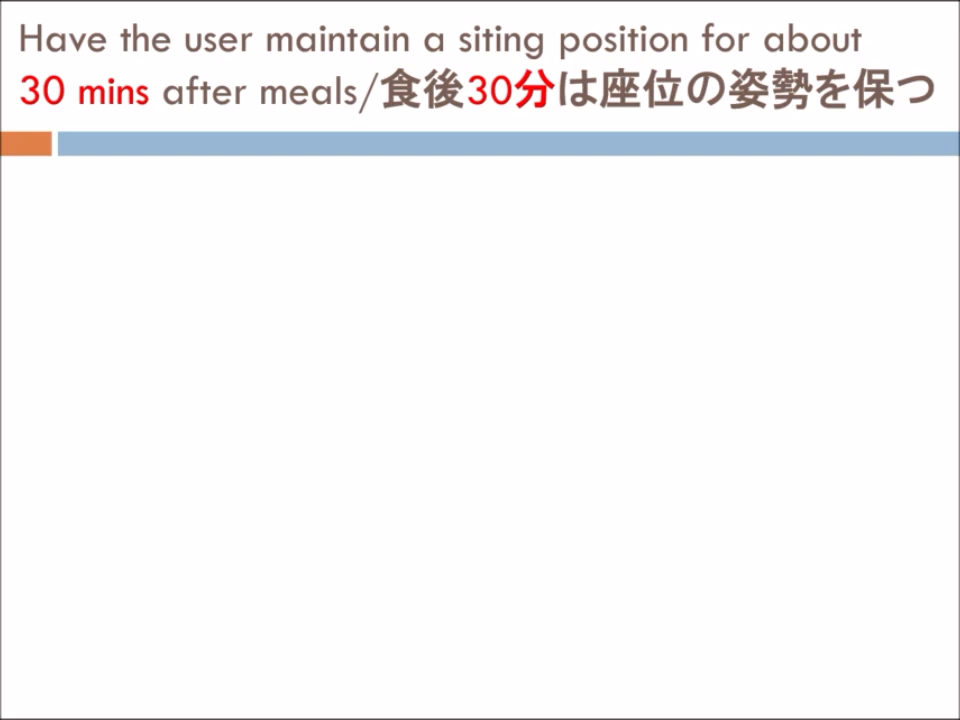 Have the user maintain a siting position for about
30 mins after meals/食後30分は座位の姿勢を保つ